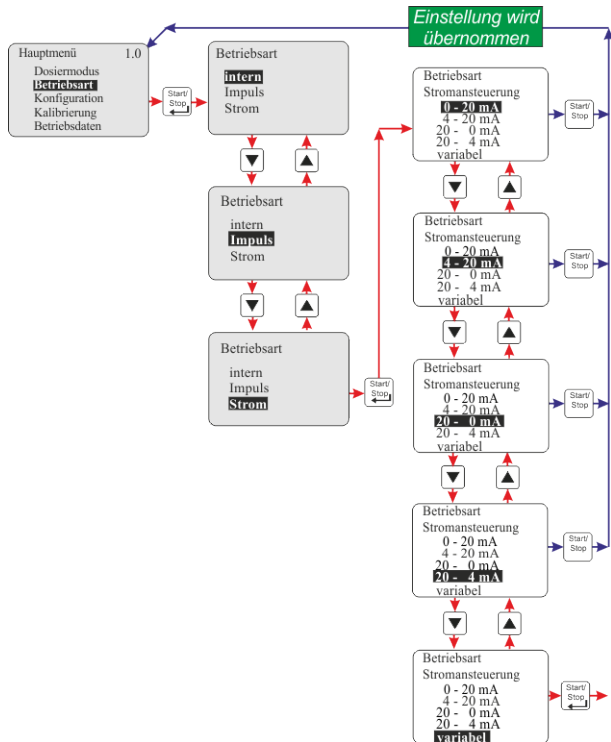 Einstellung wird
übernommen
Hauptmenü 1.0
Dosiermodus
Betriebsart
Konfiguration
Kalibrierung
Betriebsdaten
Start/
Stop
Betriebsart
intern
Impuls
Strom
Betriebsart
intern
Impuls
Strom
Betriebsart
intern
Impuls
Strom
Start/
Stop
Betriebsart
Stromansteuerung
0 - 20 mA
4 - 20 mA
20 - 0 mA
20 - 4 mA
variabel
Start/
Stop
Betriebsart
Stromansteuerung
0 - 20 mA
4 - 20 mA
20 - 0 mA
20 - 4 mA
variabel
Start/
Stop
Betriebsart
Stromansteuerung
0 - 20 mA
4 - 20 mA
20 - 0 mA
20 - 4 mA
variabel
Start/
Stop
Betriebsart
Stromansteuerung
0 - 20 mA
4 - 20 mA
20 - 0 mA
20 - 4 mA
variabel
Start/
Stop
Betriebsart
Stromansteuerung
0 - 20 mA
4 - 20 mA
20 - 0 mA
20 - 4 mA
variabel
Start/
Stop